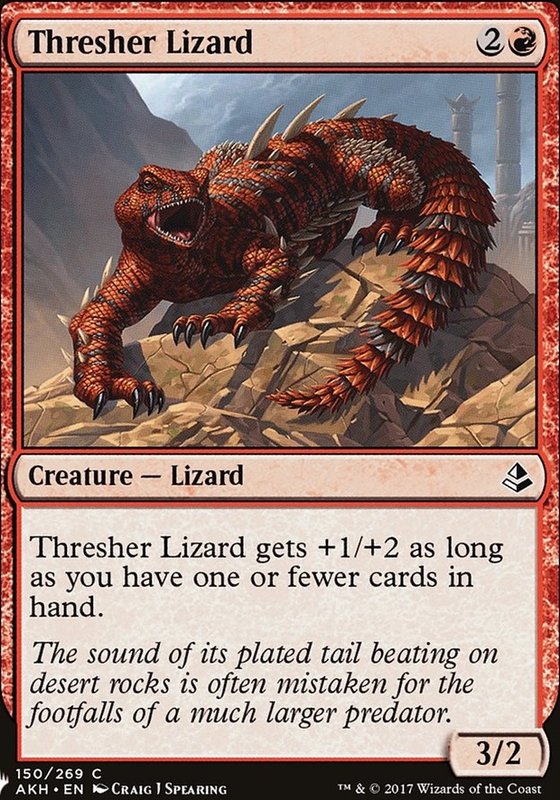 Thresher Lizard 2
Creature — Lizard
Thresher Lizard gets +1/+2 as long
as you have one or fewer cards in
hand.
The sound of its plated tail beating on
desert rocks is often mistaken for the
footfalls of a much larger predator.
3/2
150/269 C
AKH • EN Craig J Spearing
™ & © 2017 Wizards of the Coast